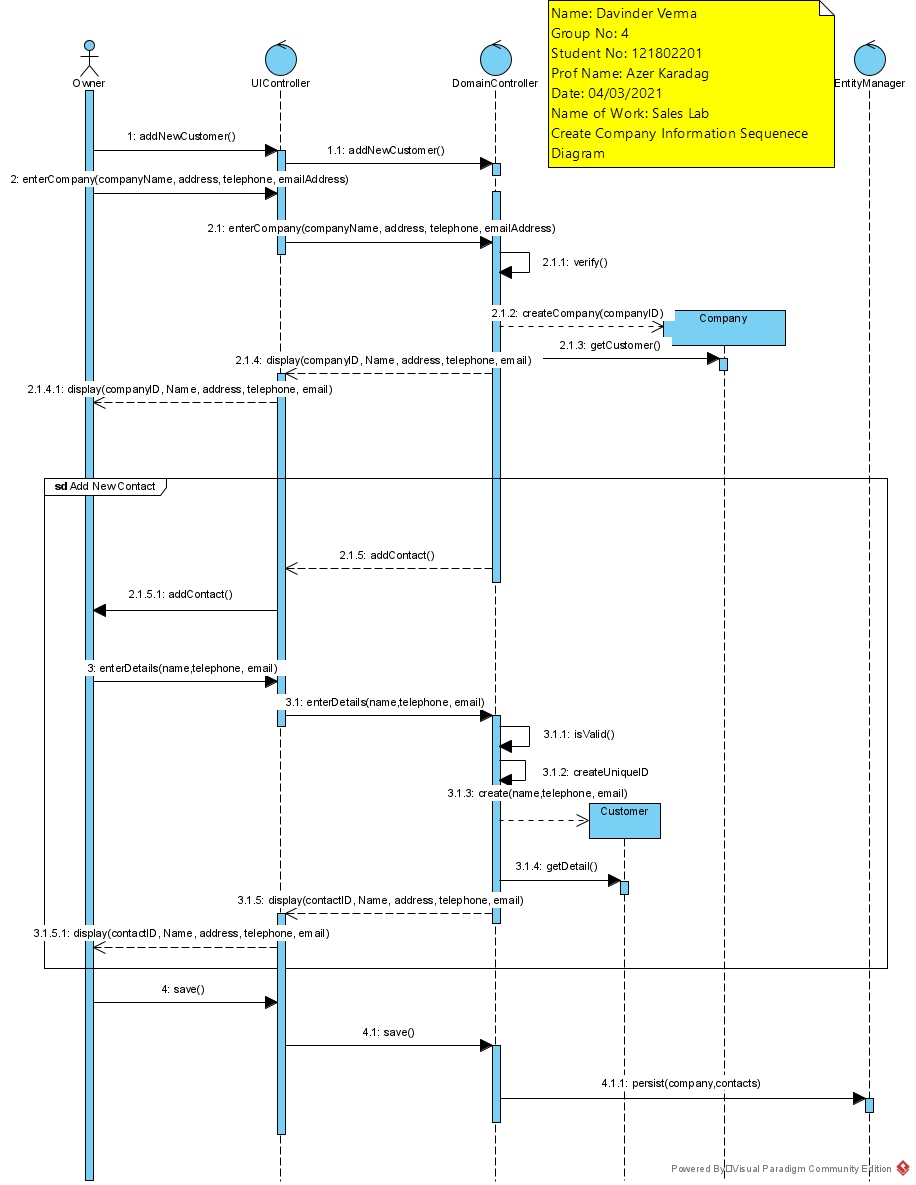 Name: Davinder Verma
Group No: 4
Student No: 121802201
Prof Name: Azer Karadag
Date: 04/03/2021
Name of Work: Sales Lab
Create Company Information Sequenece
Diagram
Owner
UIController
DomainController
EntityManager
1: addNewCustomer()
1.1: addNewCustomer()
2: enterCompany(companyName, address, telephone, emailAddress)
2.1: enterCompany(companyName, address, telephone, emailAddress)
2.1.1: verify()
2.1.2: createCompany(companyID)
Company
2.1.3: getCustomer()
2.1.4: display(companyID, Name, address, telephone, email)
2.1.4.1: display(companyID, Name, address, telephone, email)
sd Add New Contact
2.1.5: addContact()
2.1.5.1: addContact()
3: enterDetails(name,telephone, email)
3.1: enterDetails(name,telephone, email)
3.1.1: isValid()
3.1.2: createUniqueID
3.1.3: create(name,telephone, email)
Customer
3.1.4: getDetail()
3.1.5: display(contactID, Name, address, telephone, email)
3.1.5.1: display(contactID, Name, address, telephone, email)
4: save()
4.1: save()
4.1.1: persist(company,contacts)
Powered By Visual Paradigm Community Edition